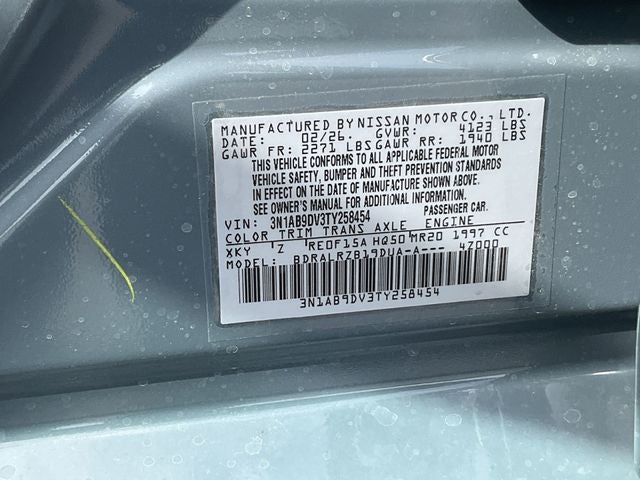 MANUFACTURED BY NISSAN MOTOR CO., LTD.
DATE: 02/26. GVWR: 4123 LBS
GAWR FR: 2271 LBS GAWR RR: 1940 LBS
THIS VEHICLE CONFORMS TO ALL APPLICABLE FEDERAL MOTOR
VEHICLE SAFETY, BUMPER AND THEFT PREVENTION STANDARDS
IN EFFECT ON THE DATE OF MANUFACTURE SHOWN ABOVE.
SEE OWNER'S MANUAL FOR ADDITIONAL INFORMATION.
VIN: 3N1AB9DV3TY258454 PASSENGER CAR.
COLOR TRIM TRANS AXLE ENGINE
XKY Z RE0F15A HQ50 MR20 1997 CC
MODEL: BDRALRZB19DUA-A--- 4Z000
3N1AB9DV3TY258454